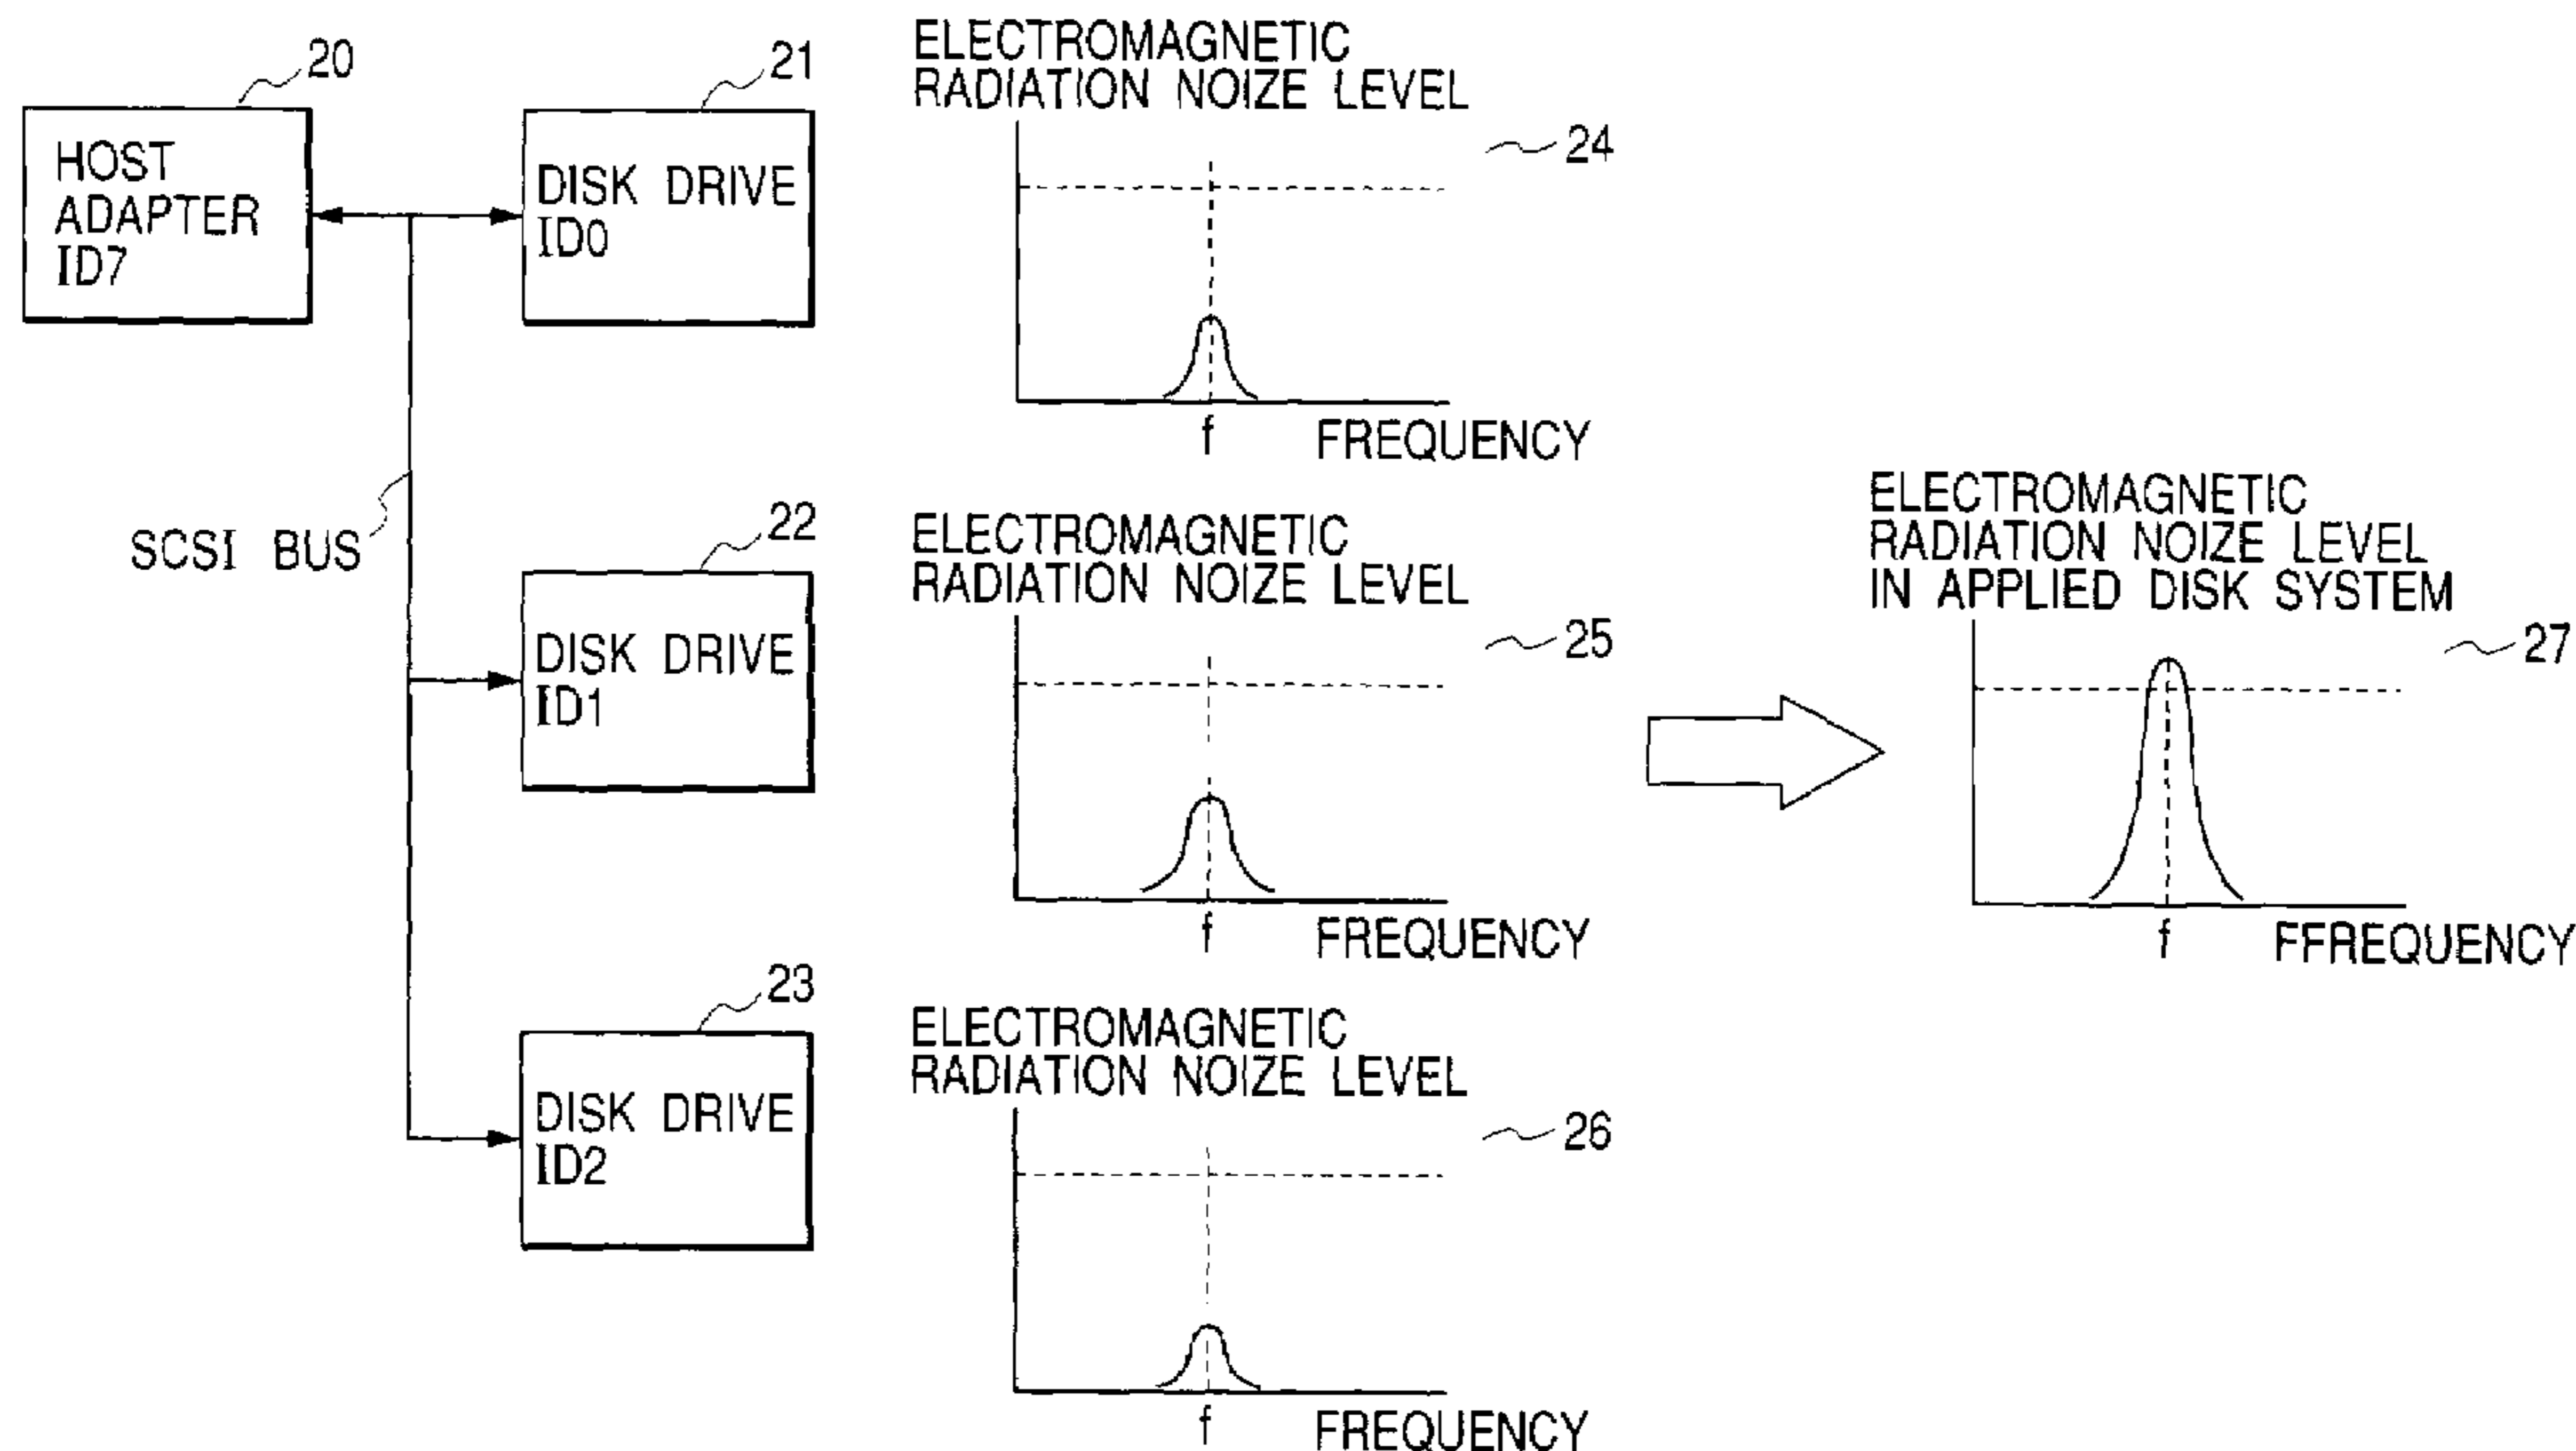 20
HOST
ADAPTER
ID7
21
DISK DRIVE
ID0
SCSI BUS
22
DISK DRIVE
ID1
23
DISK DRIVE
ID2
ELECTROMAGNETIC
RADIATION NOIZE LEVEL
24
f
FREQUENCY
ELECTROMAGNETIC
RADIATION NOIZE LEVEL
25
f
FREQUENCY
ELECTROMAGNETIC
RADIATION NOIZE LEVEL
26
f
FREQUENCY
ELECTROMAGNETIC
RADIATION NOIZE LEVEL
IN APPLIED DISK SYSTEM
27
f
FFREQUENCY